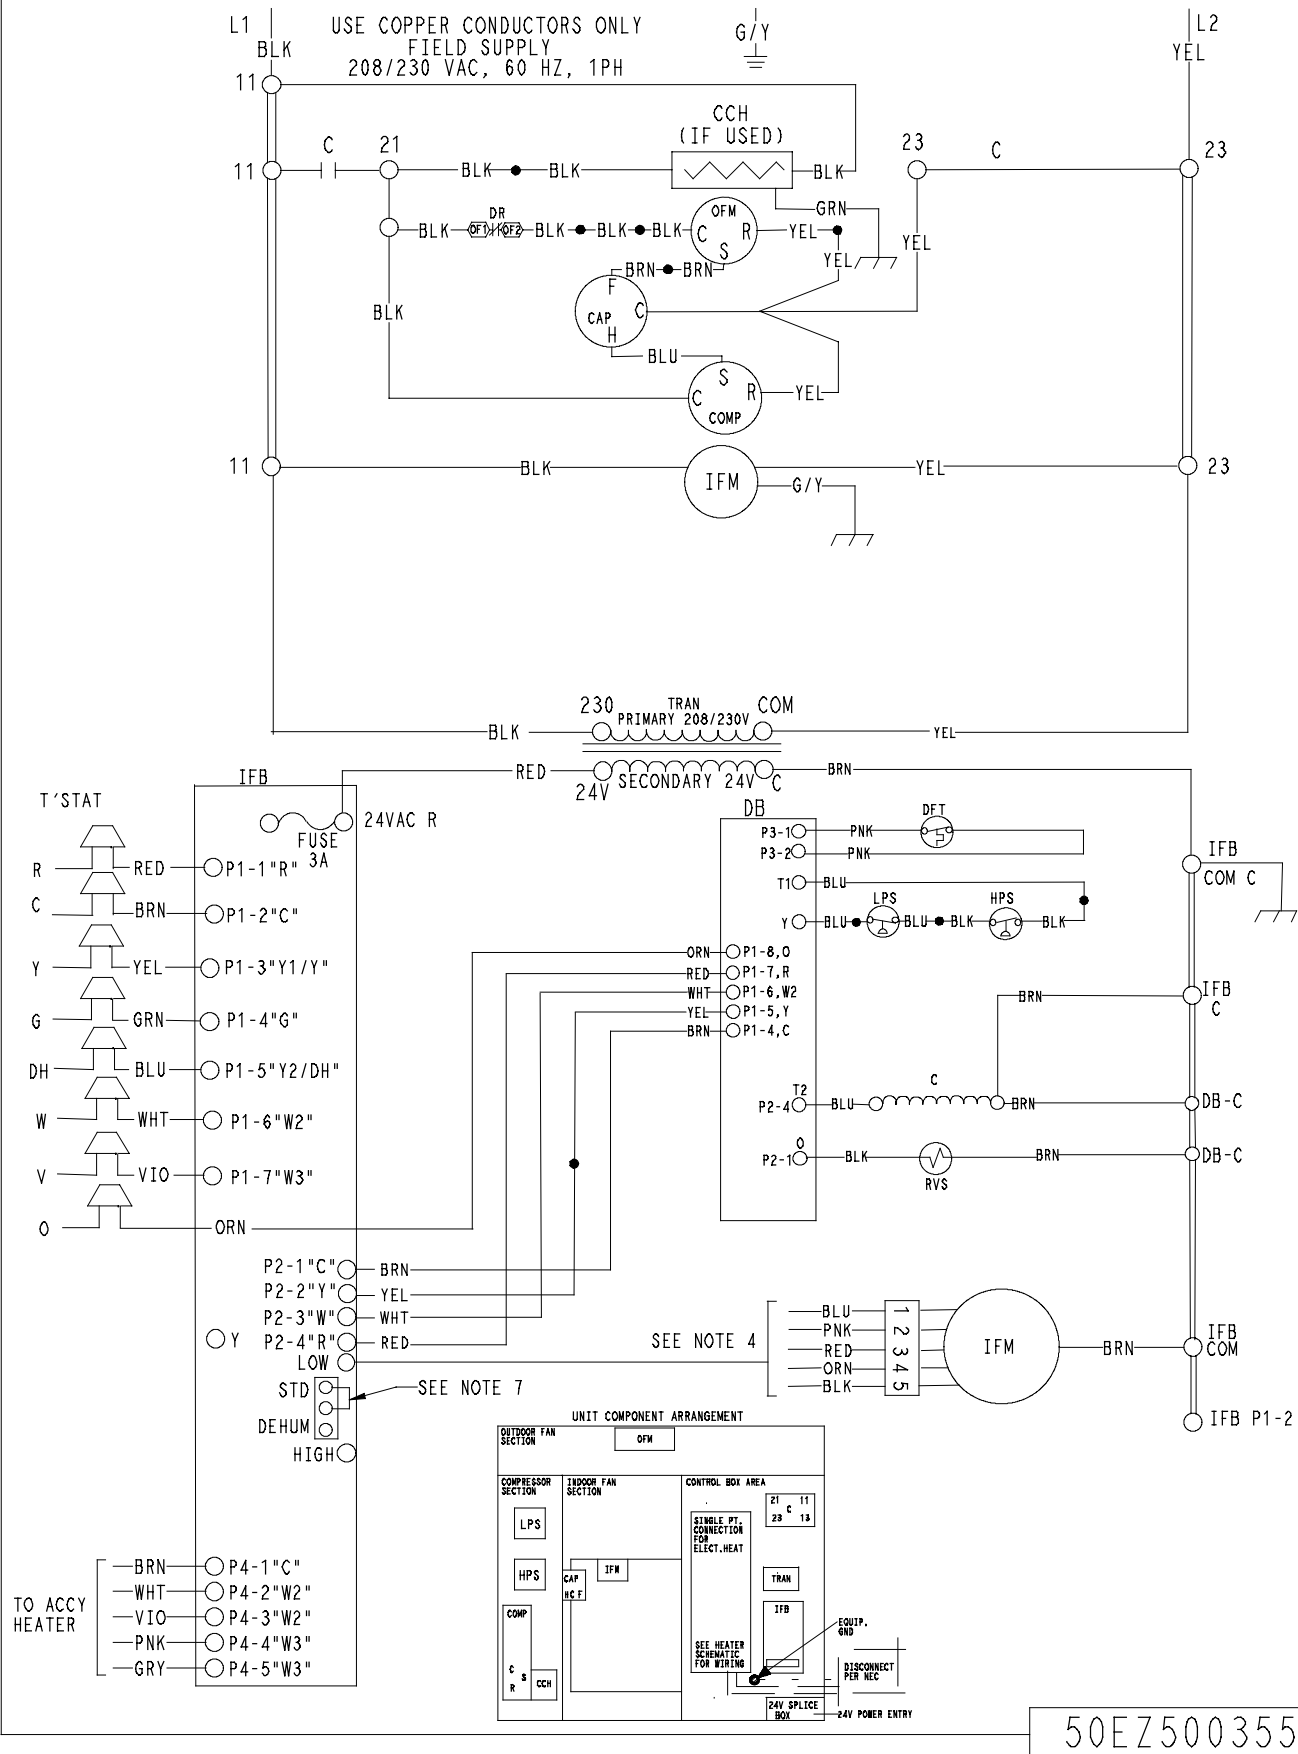 L1
USE COPPER CONDUCTORS ONLY
FIELD SUPPLY
208/230 VAC, 60 HZ, 1PH
BLK
G/Y
L2
YEL
11
CCH
(IF USED)
11
C
21
BLK
BLK
BLK
23
C
23
GRN
DR
BLK
OF1
OF2
BLK
BLK
BLK
OFM
C
R
S
YEL
YEL
YEL
BRN
BRN
F
CAP
C
H
BLK
BLU
S
C
R
COMP
YEL
11
BLK
IFM
YEL
23
G/Y
230
TRAN
COM
PRIMARY 208/230V
BLK
YEL
RED
SECONDARY 24V
BRN
24V
C
IFB
DB
T'STAT
24VAC R
FUSE
3A
P3-1
PNK
DFT
P3-2
PNK
IFB
COM C
R
RED
P1-1"R"
T1
BLU
C
BRN
P1-2"C"
Y
BLU
LPS
BLU
BLK
HPS
BLK
Y
YEL
P1-3"Y1/Y"
ORN
P1-8,O
RED
P1-7,R
WHT
P1-6,W2
YEL
P1-5,Y
BRN
P1-4,C
BRN
IFB
C
G
GRN
P1-4"G"
DH
BLU
P1-5"Y2/DH"
T2
P2-4
BLU
C
BRN
DB-C
W
WHT
P1-6"W2"
O
P2-1
BLK
RVS
BRN
DB-C
V
VIO
P1-7"W3"
O
ORN
P2-1"C"
BRN
P2-2"Y"
YEL
P2-3"W"
WHT
Y
P2-4"R"
RED
LOW
SEE NOTE 4
BLU
1
PNK
2
RED
3
ORN
4
BLK
5
IFM
BRN
IFB
COM
STD
SEE NOTE 7
DEHUM
HIGH
IFB P1-2
UNIT COMPONENT ARRANGEMENT
OUTDOOR FAN
SECTION
OFM
COMPRESSOR
SECTION
INDOOR FAN
SECTION
CONTROL BOX AREA
21 11
C
23 13
LPS
SINGLE PT.
CONNECTION
FOR
ELECT.HEAT
HPS
CAP
H C F
IFM
TRAN
COMP
IFB
C
S
R
CCH
SEE HEATER
SCHEMATIC
FOR WIRING
EQUIP.
GND
DISCONNECT
PER NEC
24V SPLICE
BOX
24V POWER ENTRY
TO ACCY
HEATER
BRN
P4-1"C"
WHT
P4-2"W2"
VIO
P4-3"W2"
PNK
P4-4"W3"
GRY
P4-5"W3"
50EZ500355